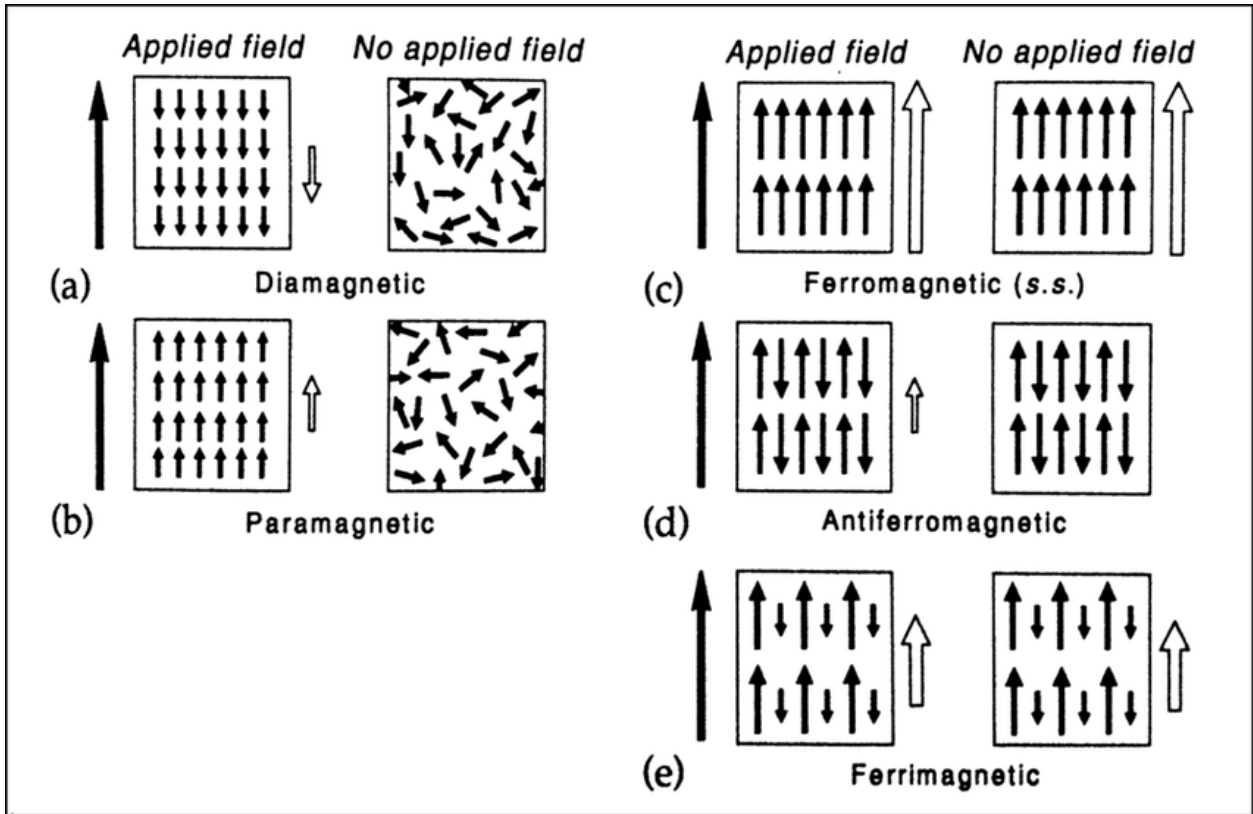 Applied field
No applied field
(a)
Diamagnetic
(b)
Paramagnetic
Applied field
No applied field
(c)
Ferromagnetic (s.s.)
(d)
Antiferromagnetic
(e)
Ferrimagnetic